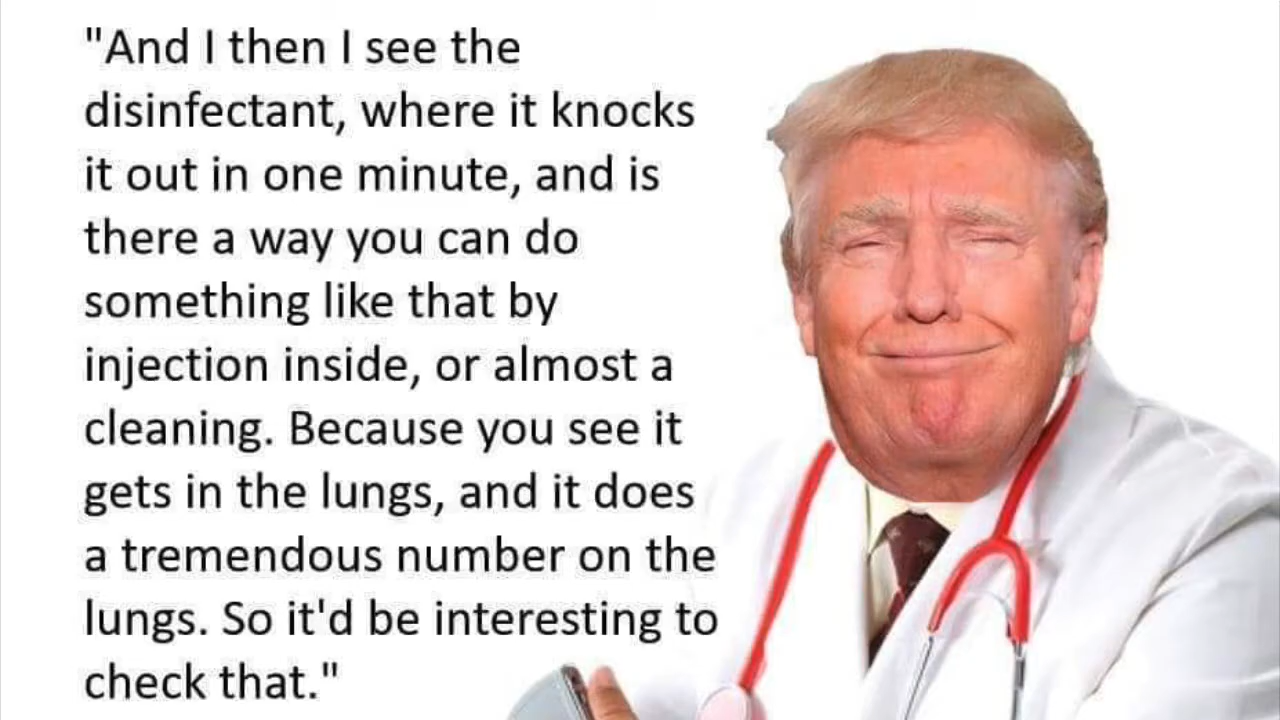 "And I then I see the
disinfectant, where it knocks
it out in one minute, and is
there a way you can do
something like that by
injection inside, or almost a
cleaning. Because you see it
gets in the lungs, and it does
a tremendous number on the
lungs. So it'd be interesting to
check that."